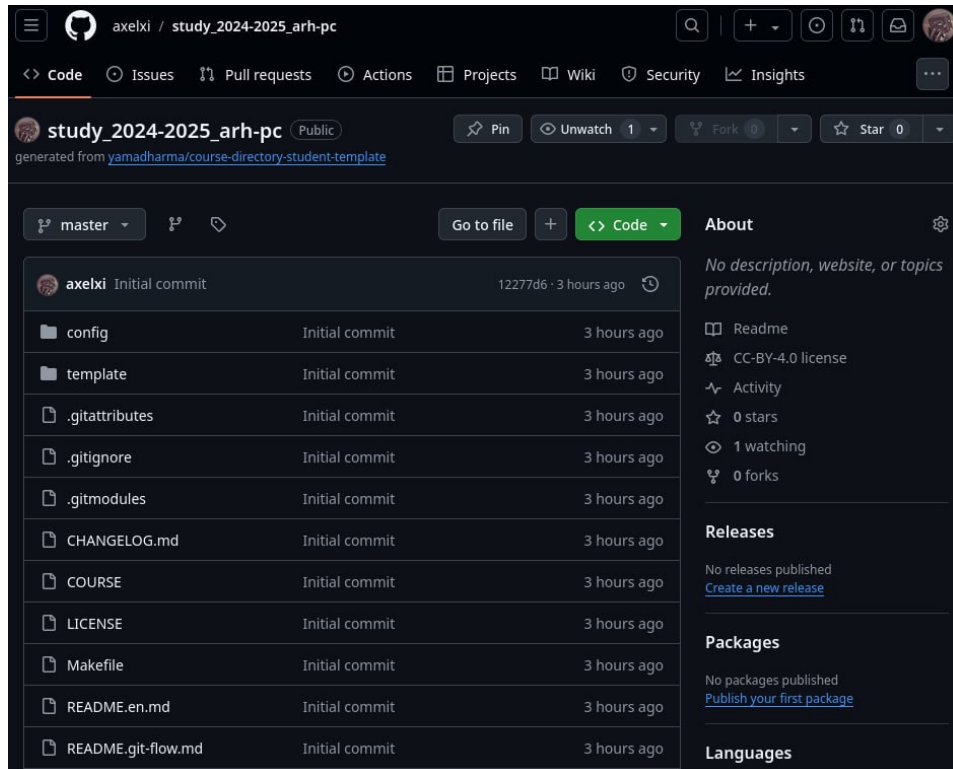 axelxi / study_2024-2025_arh-pc
Code Issues Pull requests Actions Projects Wiki Security Insights
study_2024-2025_arh-pc Public
Pin Unwatch 1 Fork 0 Star 0
generated from yamadharma/course-directory-student-template
master Go to file Code
axelxi Initial commit 12277d6 · 3 hours ago
config Initial commit 3 hours ago
template Initial commit 3 hours ago
.gitattributes Initial commit 3 hours ago
.gitignore Initial commit 3 hours ago
.gitmodules Initial commit 3 hours ago
CHANGELOG.md Initial commit 3 hours ago
COURSE Initial commit 3 hours ago
LICENSE Initial commit 3 hours ago
Makefile Initial commit 3 hours ago
README.en.md Initial commit 3 hours ago
README.git-flow.md Initial commit 3 hours ago
About
No description, website, or topics
provided.
Readme
CC-BY-4.0 license
Activity
0 stars
1 watching
0 forks
Releases
No releases published
Create a new release
Packages
No packages published
Publish your first package
Languages